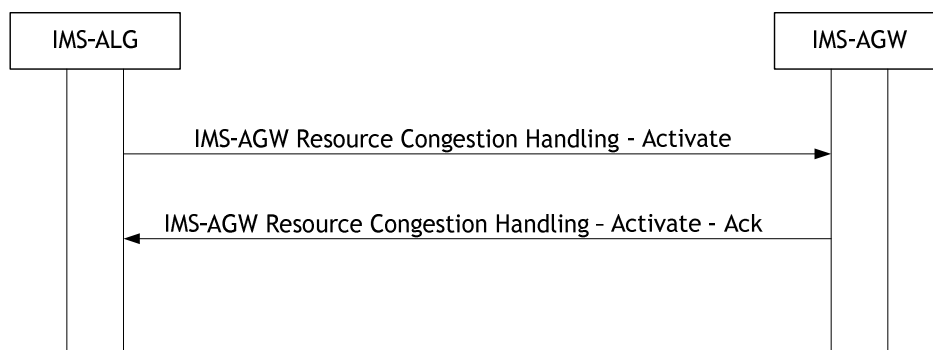 IMS-ALG
IMS-AGW
IMS-AGW Resource Congestion Handling - Activate
IMS-AGW Resource Congestion Handling – Activate - Ack